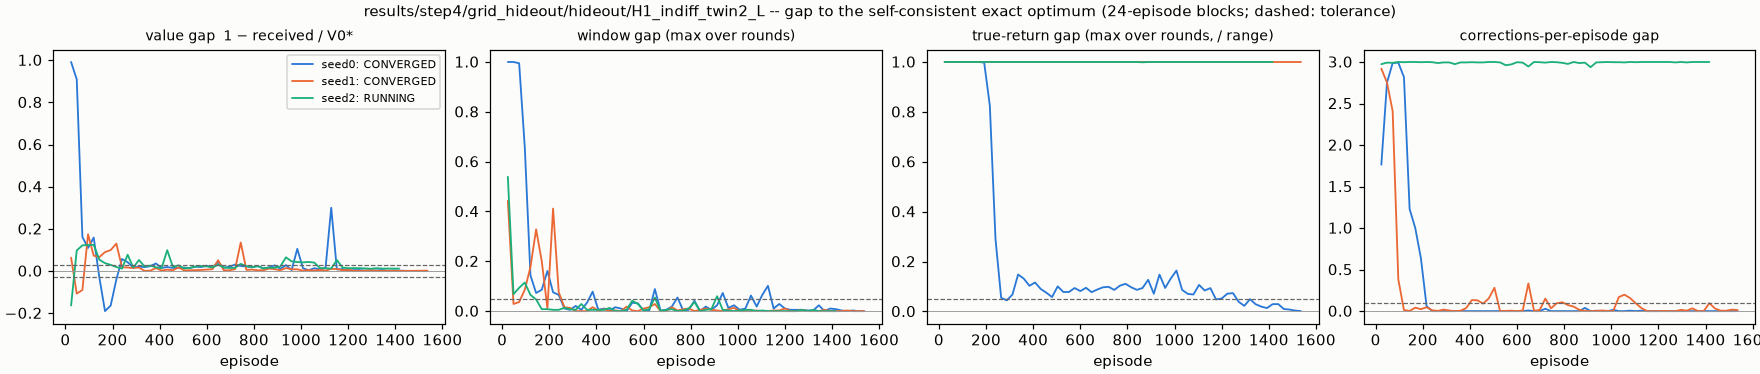 results/step4/grid_hideout/hideout/H1_indiff_twin2_L -- gap to the self-consistent exact optimum (24-episode blocks; dashed: tolerance)
value gap 1 − received / V0*
1.0
0.8
0.6
0.4
0.2
0.0
−0.2
seed0: CONVERGED
seed1: CONVERGED
seed2: RUNNING
0 200 400 600 800 1000 1200 1400 1600
episode
window gap (max over rounds)
1.0
0.8
0.6
0.4
0.2
0.0
0 200 400 600 800 1000 1200 1400 1600
episode
true-return gap (max over rounds, / range)
1.0
0.8
0.6
0.4
0.2
0.0
0 200 400 600 800 1000 1200 1400 1600
episode
corrections-per-episode gap
3.0
2.5
2.0
1.5
1.0
0.5
0.0
0 200 400 600 800 1000 1200 1400 160
episode